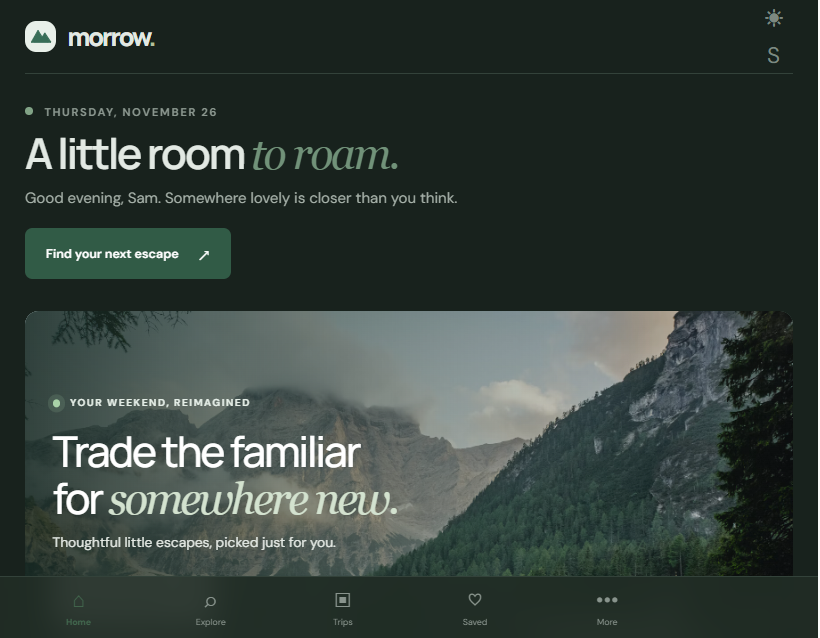 morrow.
S
THURSDAY, NOVEMBER 26
A little room to roam.
Good evening, Sam. Somewhere lovely is closer than you think.
Find your next escape ↗
YOUR WEEKEND, REIMAGINED
Trade the familiar
for somewhere new.
Thoughtful little escapes, picked just for you.
Home Explore Trips Saved More